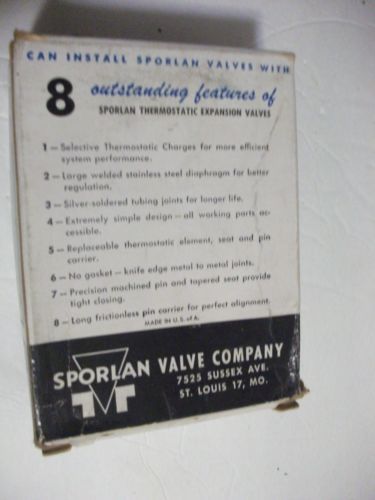 CAN INSTALL SPORLAN VALVES WITH
8 outstanding features of
SPORLAN THERMOSTATIC EXPANSION VALVES
1 — Selective Thermostatic Charges for more efficient
system performance.
2 — Large welded stainless steel diaphragm for better
regulation.
3 — Silver-soldered tubing joints for longer life.
4 — Extremely simple design — all working parts ac-
cessible.
5 — Replaceable thermostatic element, seat and pin
carrier.
6 — No gasket — knife edge metal to metal joints.
7 — Precision machined pin and tapered seat provide
tight closing.
8 — Long frictionless pin carrier for perfect alignment.
MADE IN U.S. of A.
SPORLAN VALVE COMPANY
7525 SUSSEX AVE.
ST. LOUIS 17, MO.